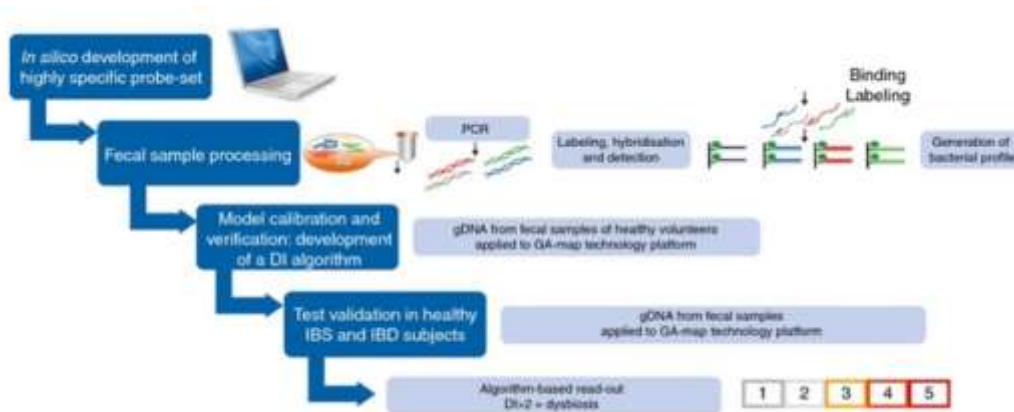 In silico development of
highly specific probe-set
Binding
Labeling
Fecal sample processing
PCR
Labeling, hybridisation
and detection
Generation of
bacterial profile
Model calibration and
verification; development
of a DI algorithm
gDNA from fecal samples of healthy volunteers
applied to GA-map technology platform
Test validation in healthy
IBS and IBD subjects
gDNA from fecal samples
applied to GA-map technology platform
Algorithm-based read-out
DI>2 = dysbiosis
1 2 3 4 5